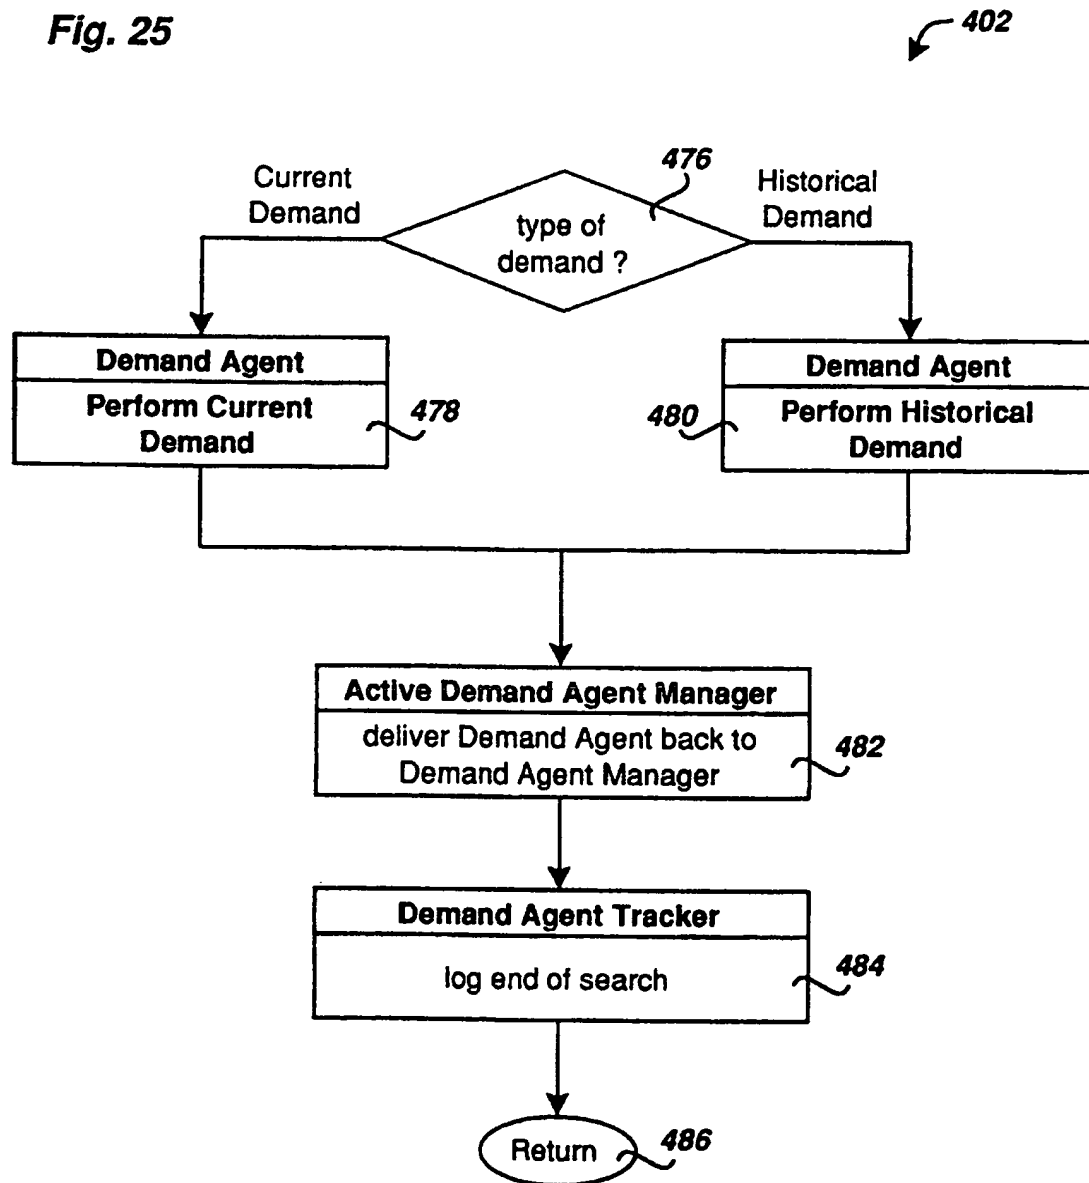 Fig. 25
402
476
Current
Demand
Historical
Demand
type of
demand ?
Demand Agent
Perform Current
Demand
478
Demand Agent
480
Perform Historical
Demand
Active Demand Agent Manager
deliver Demand Agent back to
Demand Agent Manager
482
Demand Agent Tracker
log end of search
484
Return
486